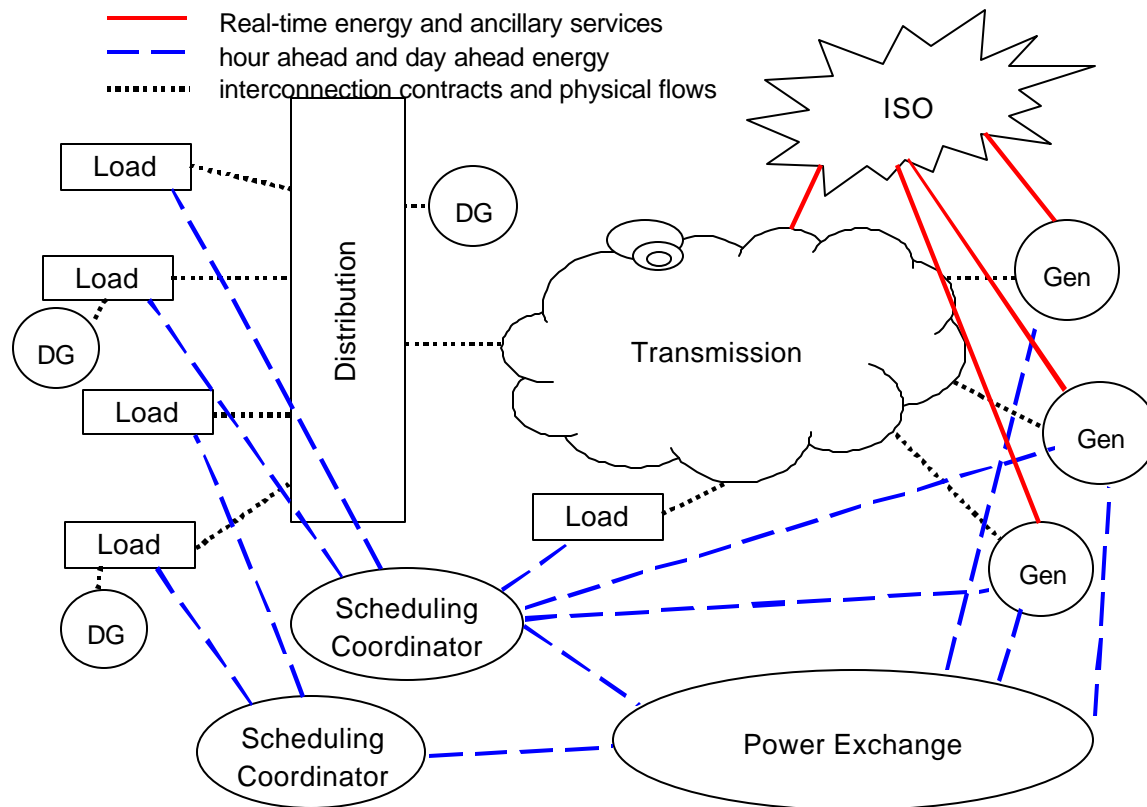 Real-time energy and ancillary services
hour ahead and day ahead energy
interconnection contracts and physical flows
ISO
Load
DG
Distribution
Load
Gen
DG
Transmission
Load
Gen
Load
Load
Gen
DG
Scheduling
Coordinator
Scheduling
Coordinator
Power Exchange